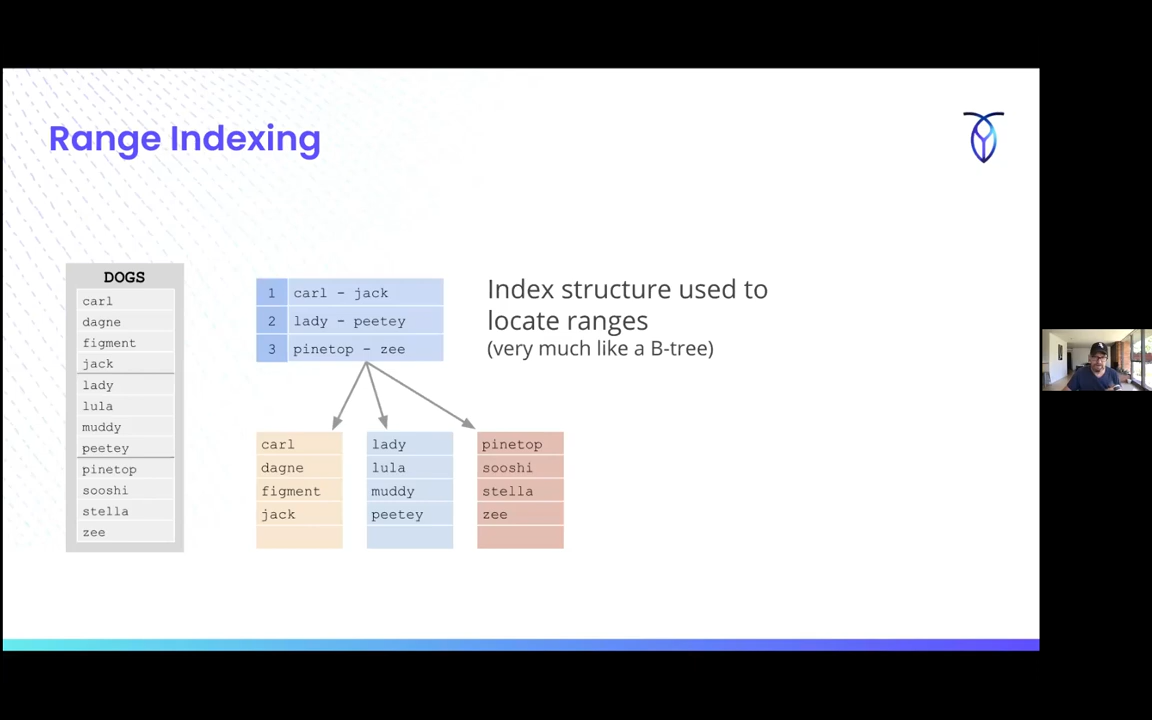 Range Indexing
DOGS
carl
dagne
figment
jack
lady
lula
muddy
peetey
pinetop
sooshi
stella
zee
1 carl - jack
2 lady - peetey
3 pinetop - zee
Index structure used to
locate ranges
(very much like a B-tree)
carl
dagne
figment
jack
lady
lula
muddy
peetey
pinetop
sooshi
stella
zee